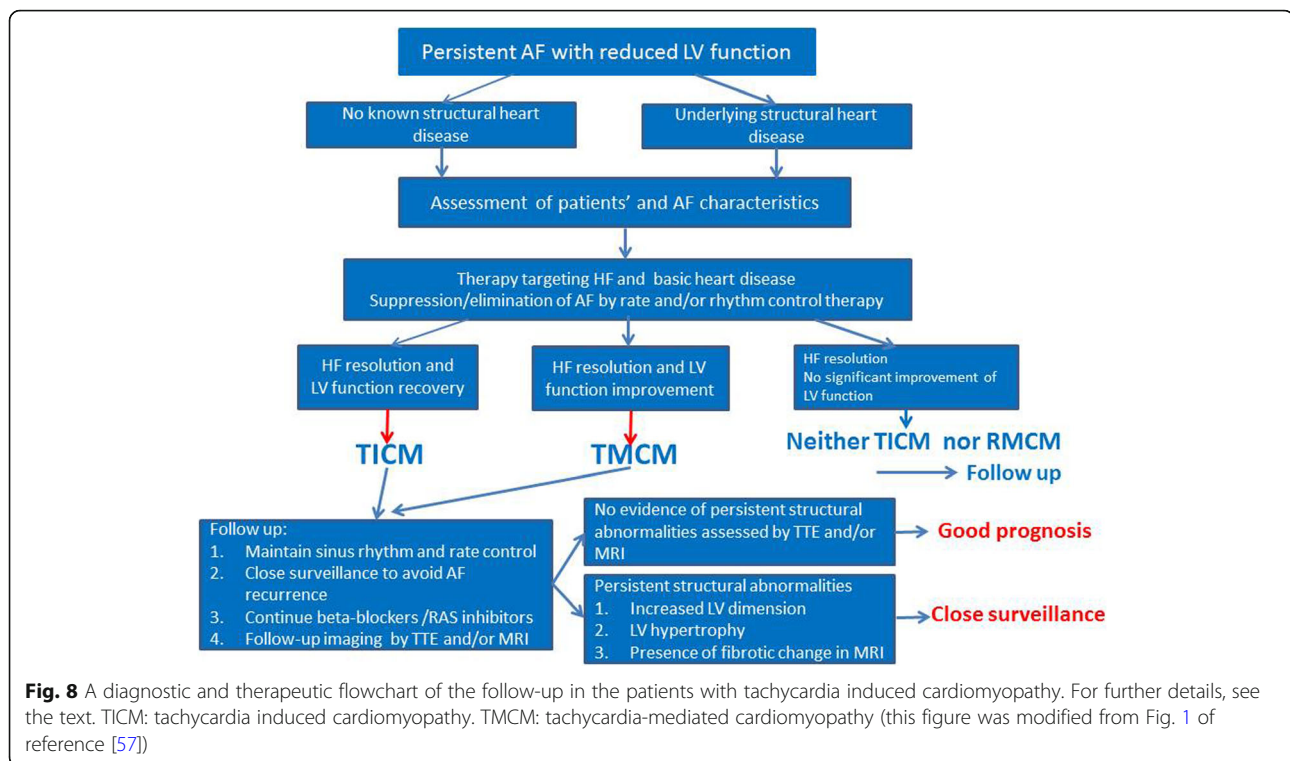 Persistent AF with reduced LV function
No known structural heart
disease
Underlying structural heart
disease
Assessment of patients’ and AF characteristics
Therapy targeting HF and basic heart disease
Suppression/elimination of AF by rate and/or rhythm control therapy
HF resolution and
LV function recovery
HF resolution and LV
function improvement
HF resolution
No significant improvement of
LV function
TICM
TMCM
Neither TICM nor RMCM
Follow up
Follow up:
1. Maintain sinus rhythm and rate control
2. Close surveillance to avoid AF
recurrence
3. Continue beta-blockers /RAS inhibitors
4. Follow-up imaging by TTE and/or MRI
No evidence of persistent structural
abnormalities assessed by TTE and/or
MRI
Good prognosis
Persistent structural abnormalities
1. Increased LV dimension
2. LV hypertrophy
3. Presence of fibrotic change in MRI
Close surveillance
Fig. 8 A diagnostic and therapeutic flowchart of the follow-up in the patients with tachycardia induced cardiomyopathy. For further details, see
the text. TICM: tachycardia induced cardiomyopathy. TMCM: tachycardia-mediated cardiomyopathy (this figure was modified from Fig. 1 of
reference [57])